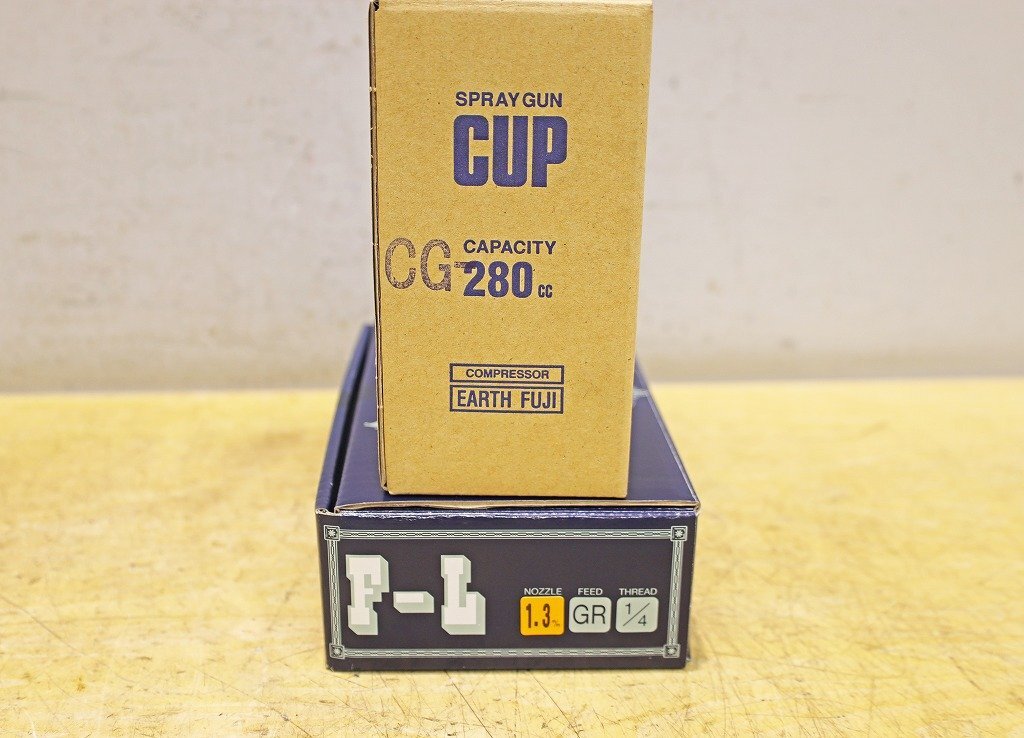 SPRAY GUN
CUP
CG-
CAPACITY
280 cc
COMPRESSOR
EARTH FUJI
F-L
NOZZLE FEED THREAD
1.3 m/m GR 1/4